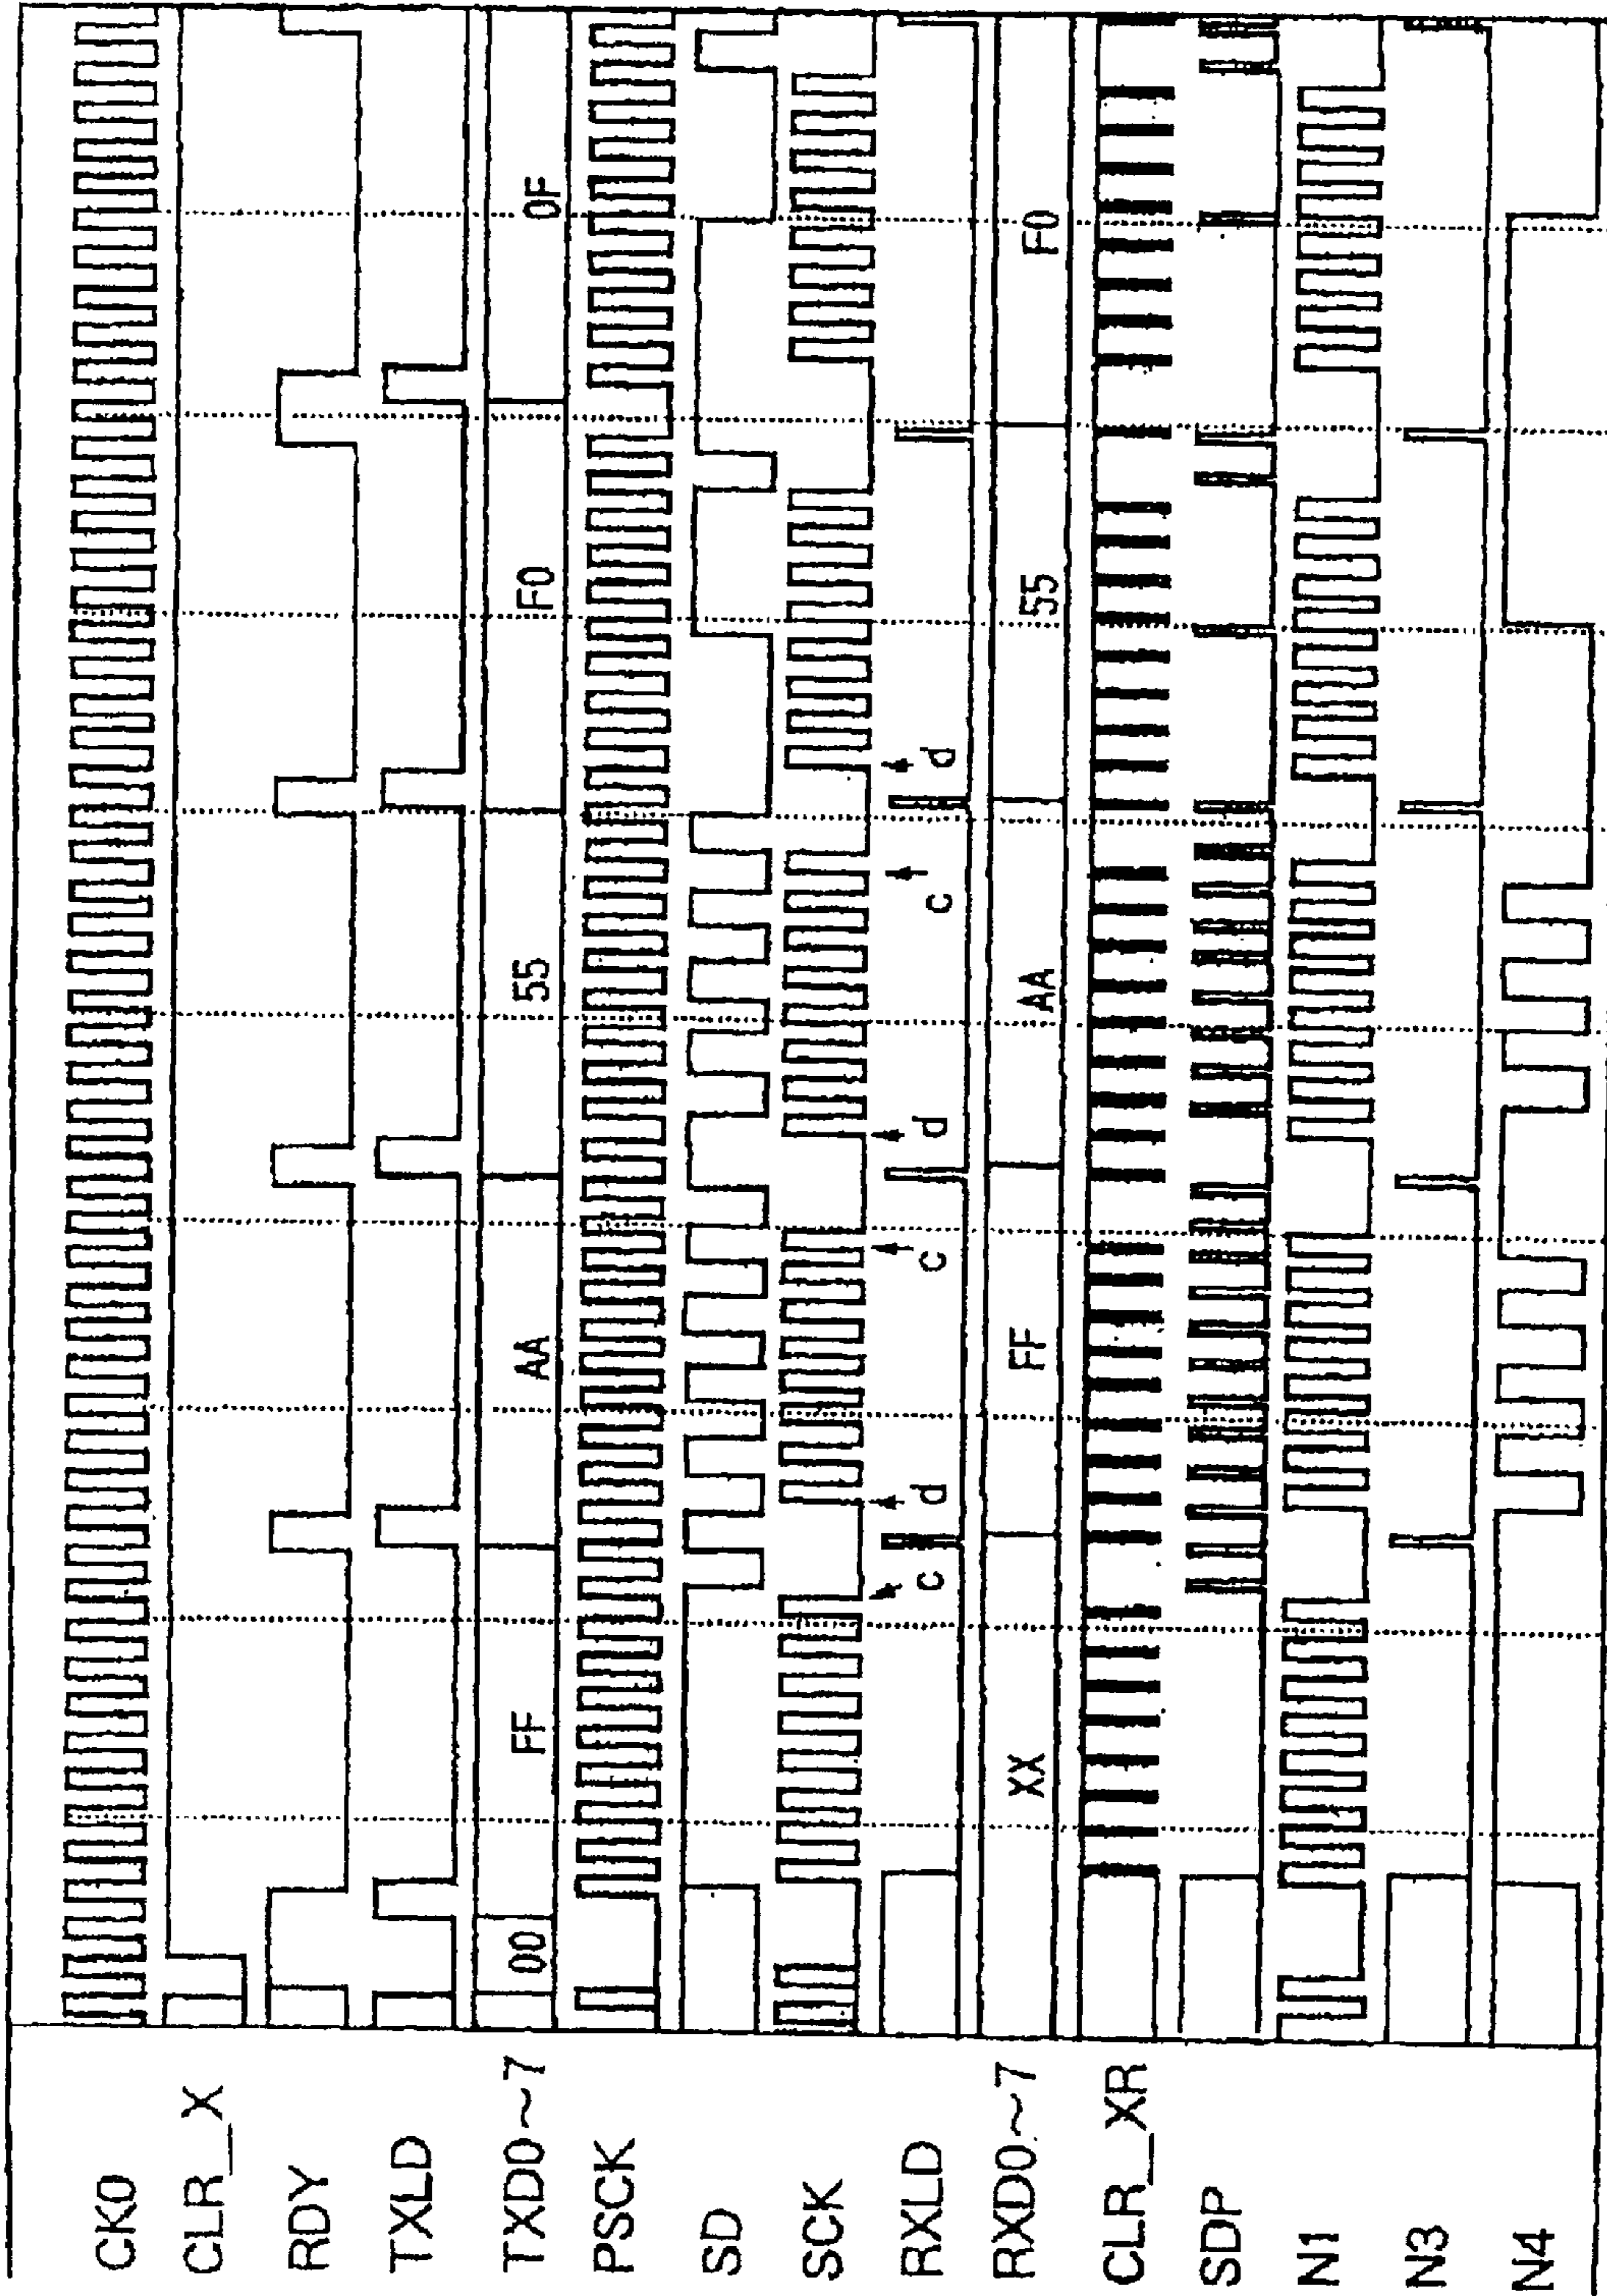 CK0
CLR_X
RDY
TXLD
TXD0~7 00 FF AA 55 F0 0F
PSCK
SD
SCK
c d c d c d
RXLD
RXD0~7 XX FF AA 55 F0
CLR_XR
SDP
N1
N3
N4